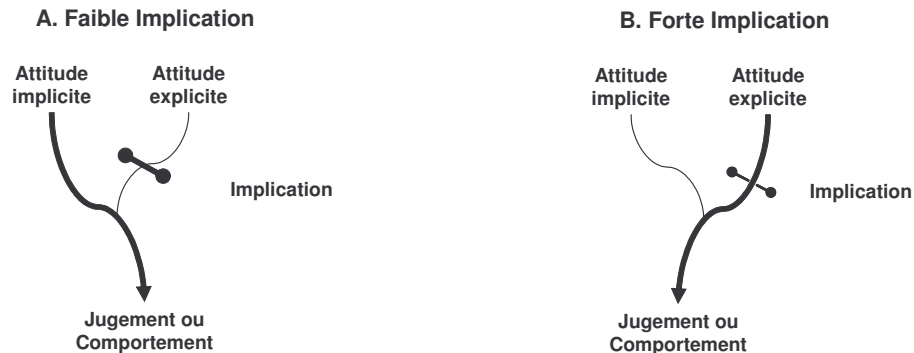 A. Faible Implication
Attitude
implicite
Attitude
explicite
Implication
Jugement ou
Comportement
B. Forte Implication
Attitude
implicite
Attitude
explicite
Implication
Jugement ou
Comportement